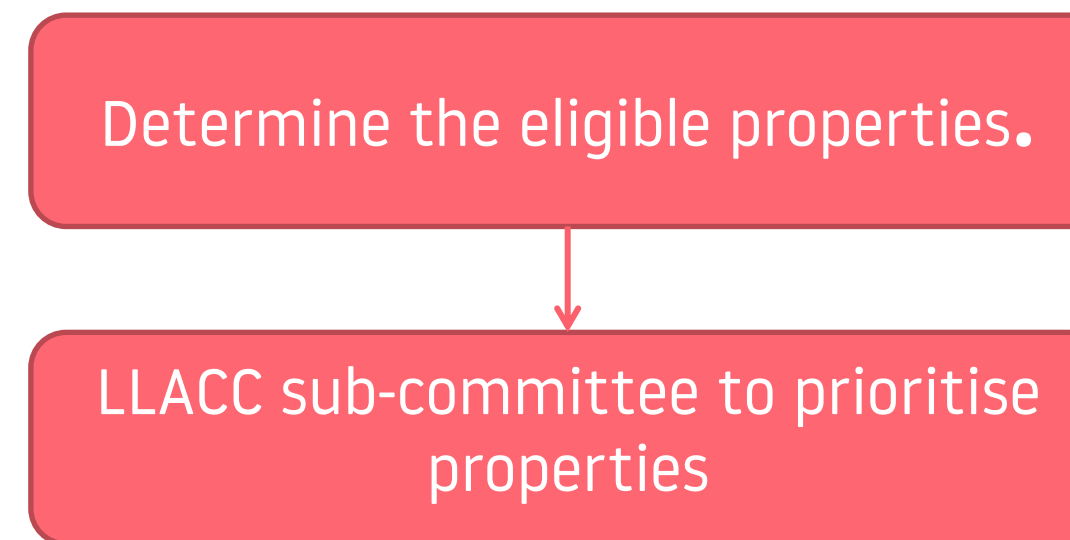 Determine the eligible properties.
LLACC sub-committee to prioritise
properties